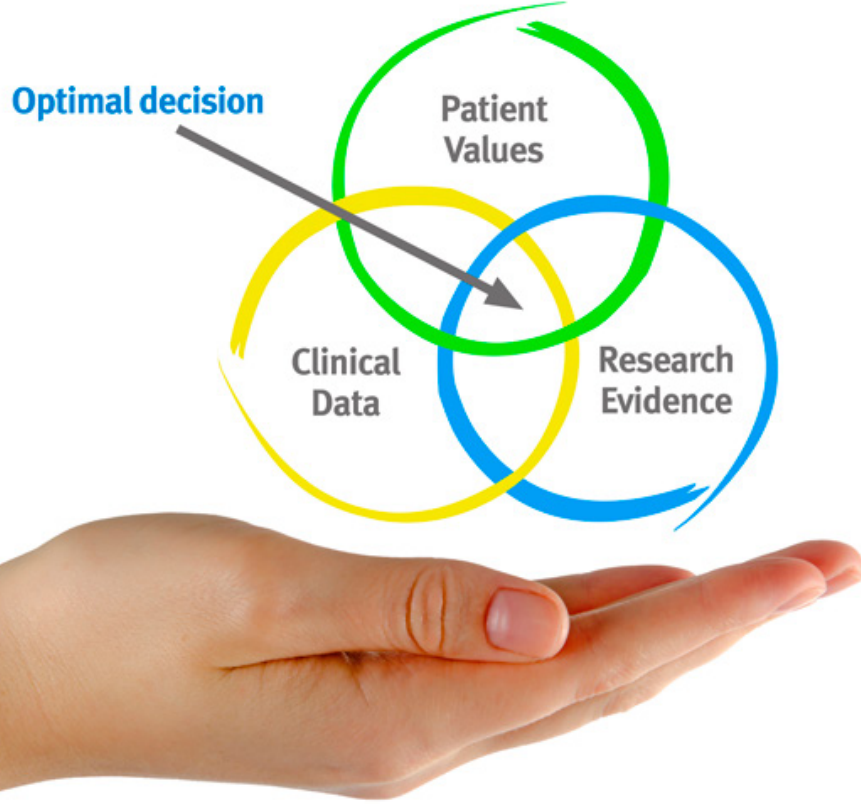 Optimal decision
Patient
Values
Clinical
Data
Research
Evidence